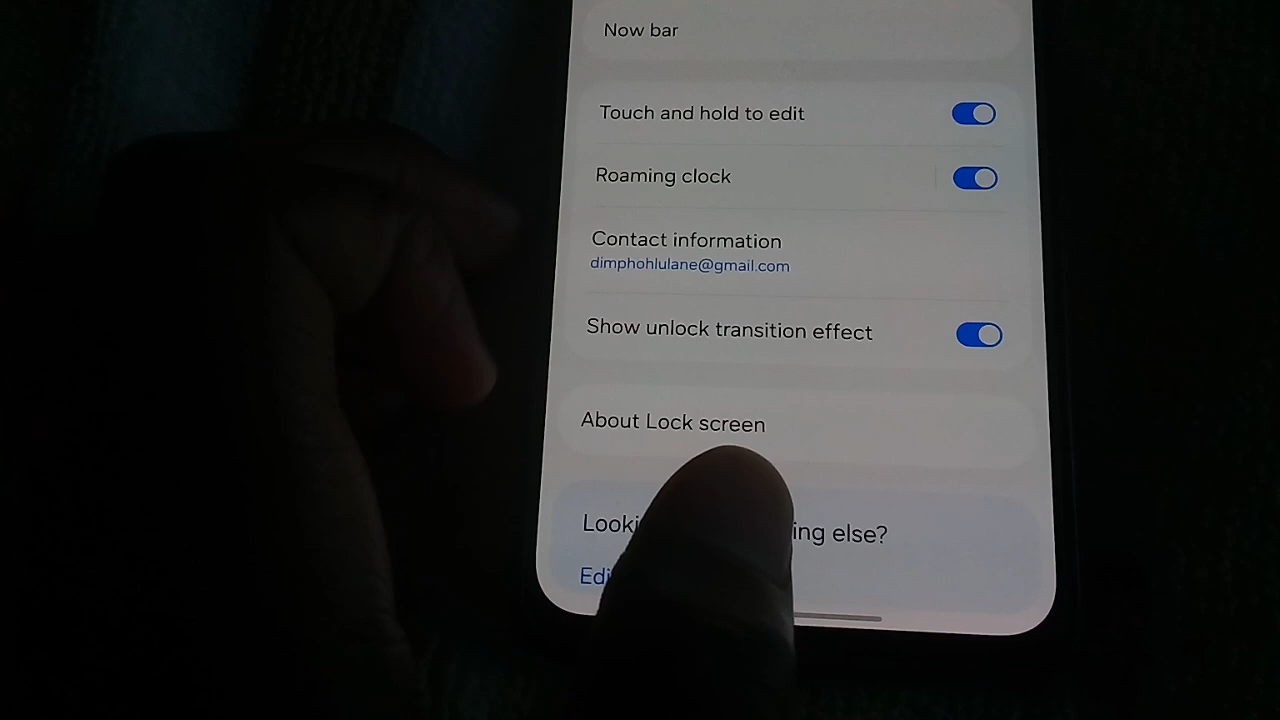 Now bar
Touch and hold to edit
Roaming clock
Contact information
dimphohlulane@gmail.com
Show unlock transition effect
About Lock screen
else?